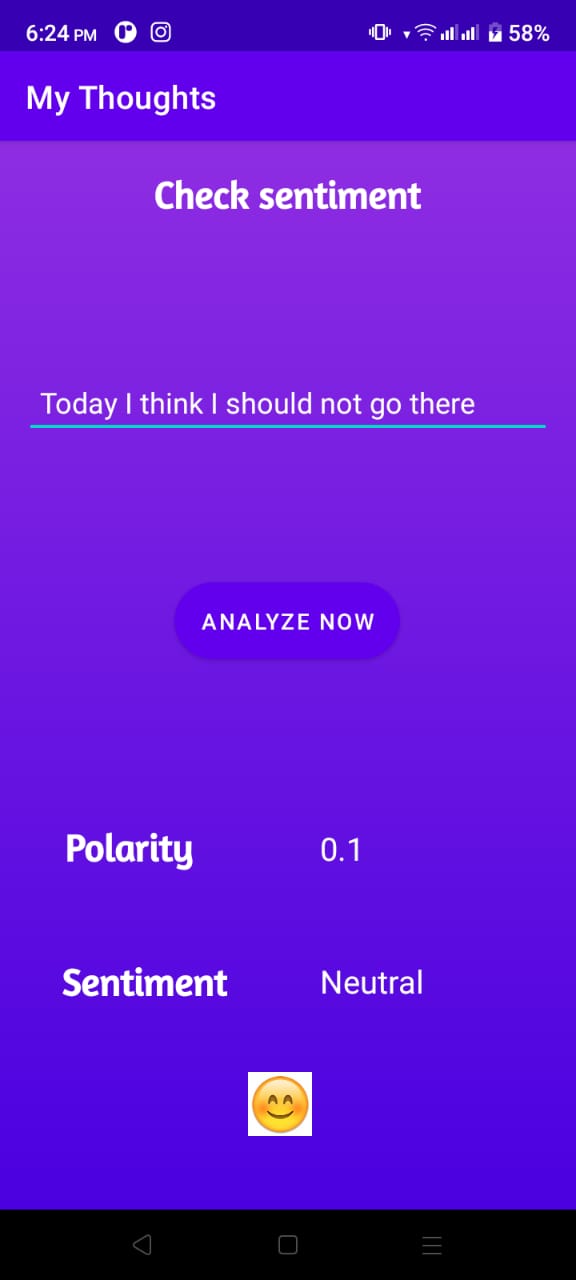 6:24 PM 58%
My Thoughts
Check sentiment
Today I think I should not go there
ANALYZE NOW
Polarity 0.1
Sentiment Neutral